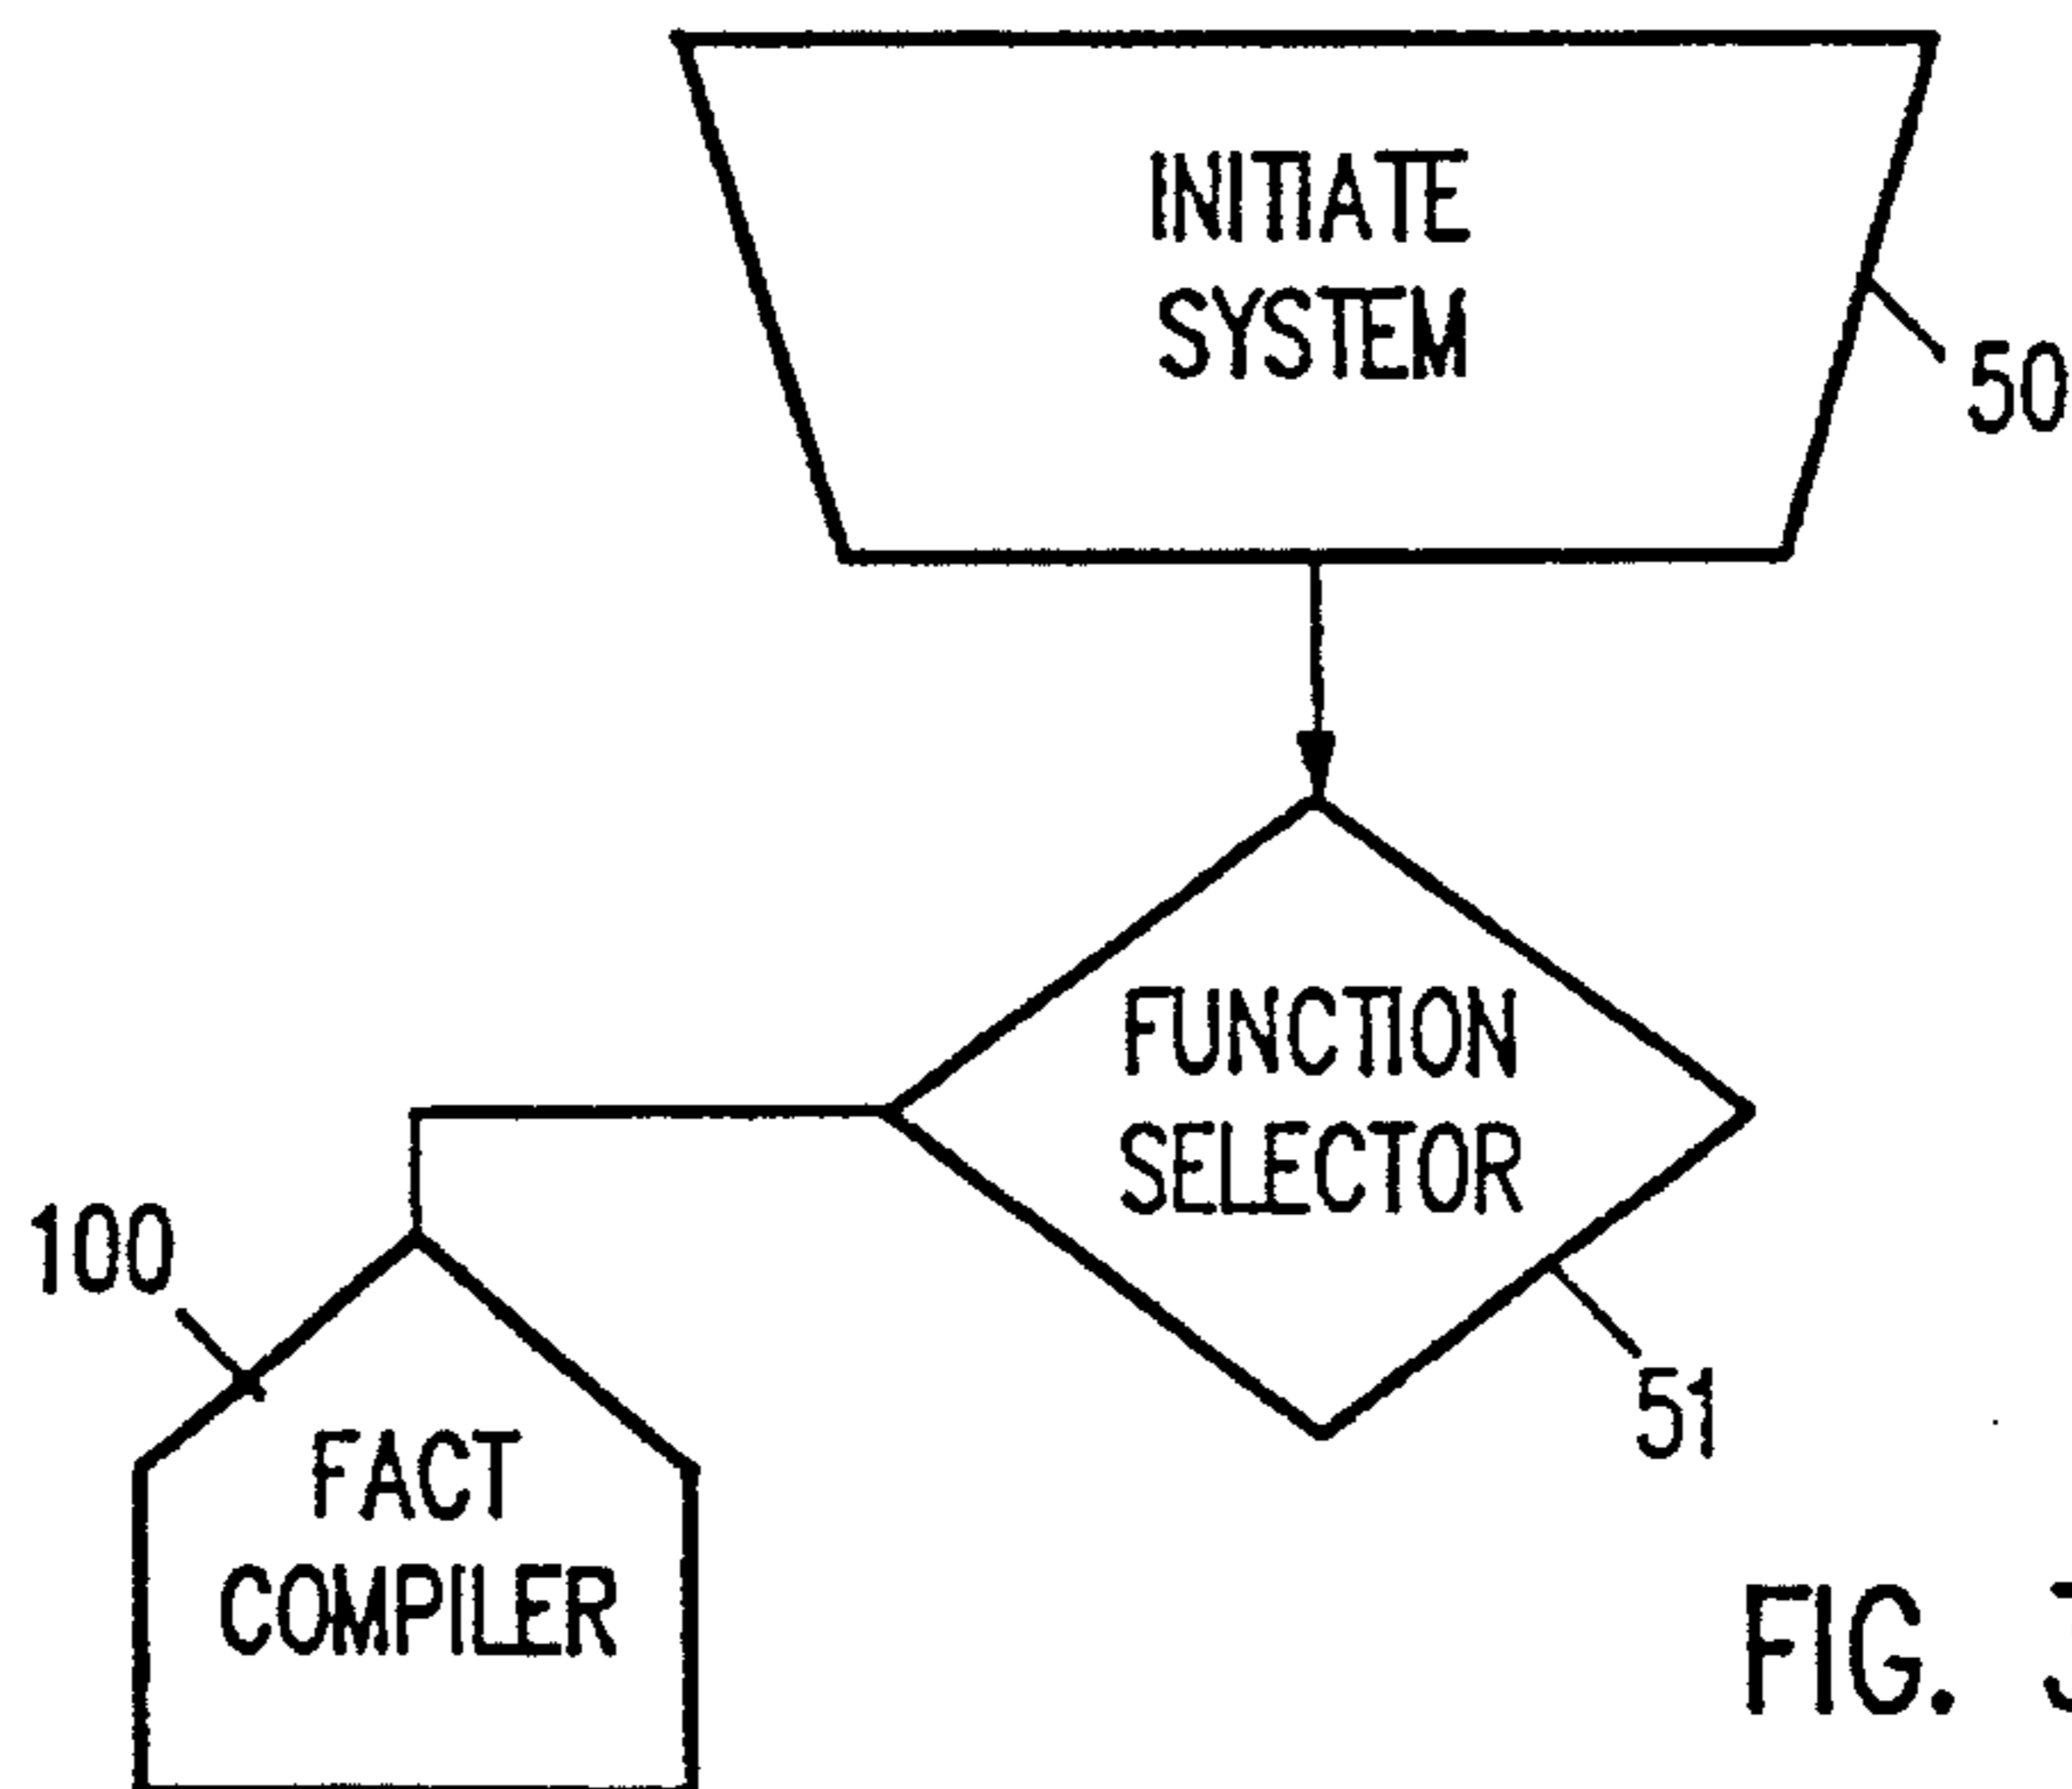 INITIATE
SYSTEM
50
FUNCTION
SELECTOR
100
51
FACT
COMPILER
FIG.